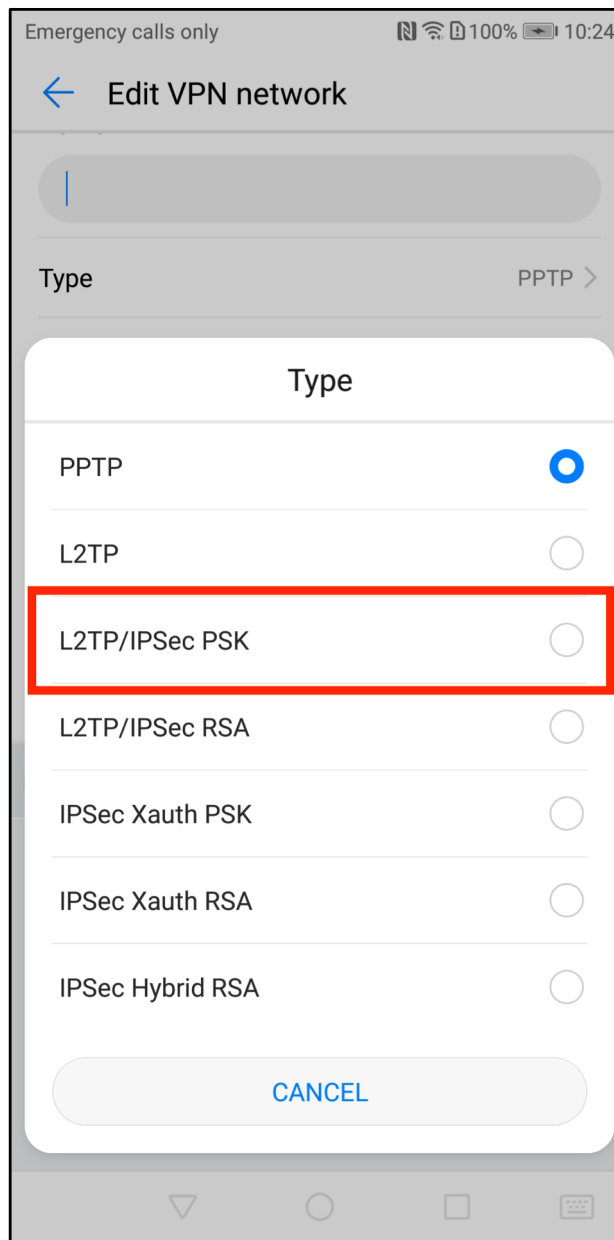 Emergency calls only 100% 10:24
Edit VPN network
Type PPTP
Type
PPTP
L2TP
L2TP/IPSec PSK
L2TP/IPSec RSA
IPSec Xauth PSK
IPSec Xauth RSA
IPSec Hybrid RSA
CANCEL